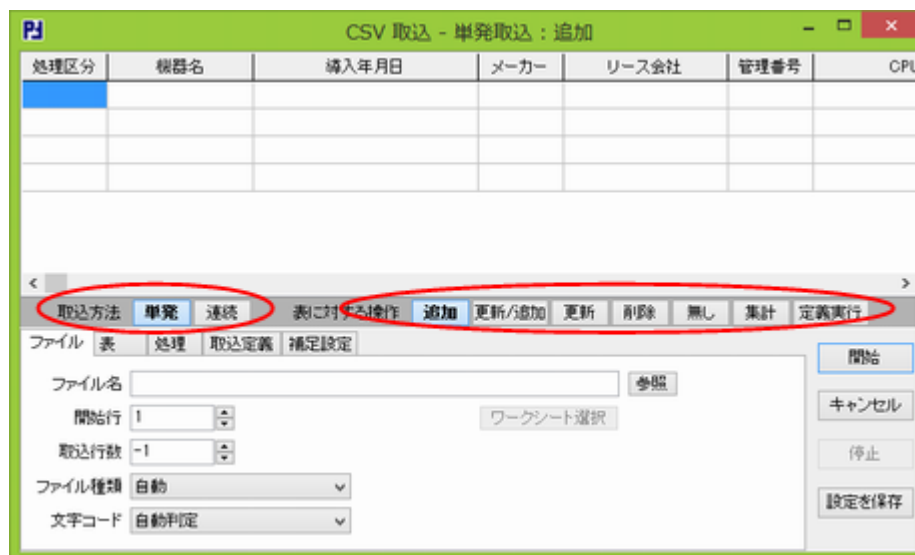 CSV 取込 - 単発取込 : 追加
処理区分 機器名 導入年月日 メーカー リース会社 管理番号 CPU
取込方法 単発 連続 表に対する操作 追加 更新/追加 更新 削除 無し 集計 定義実行
ファイル 表 処理 取込定義 補足設定
開始
ファイル名 参照
キャンセル
開始行 1 ワークシート選択
取込行数 -1
停止
ファイル種類 自動
設定を保存
文字コード 自動判定